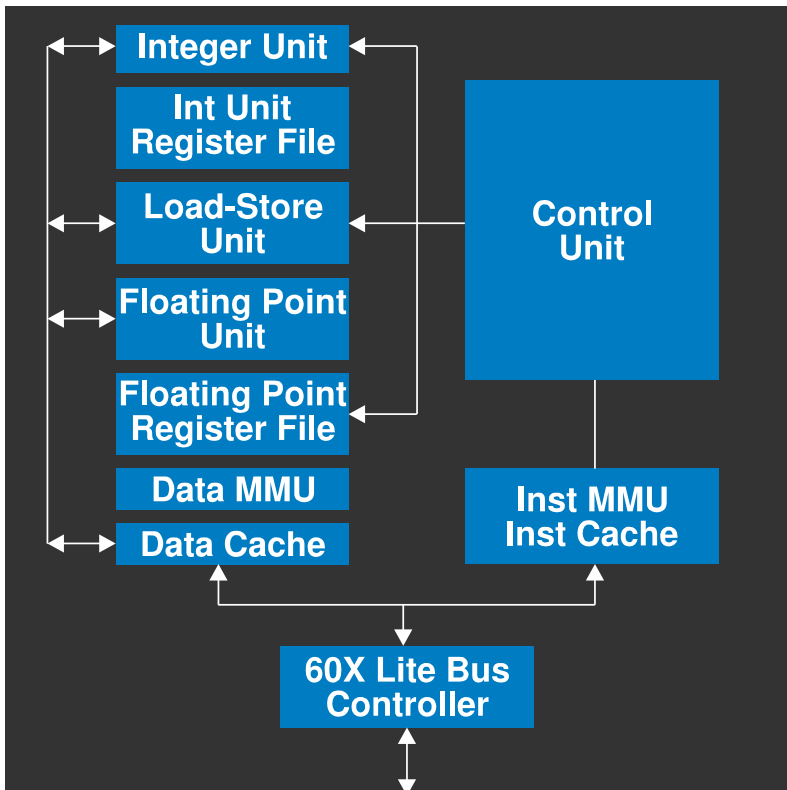 Integer Unit
Int Unit
Register File
Load-Store
Unit
Floating Point
Unit
Floating Point
Register File
Data MMU
Data Cache
Control
Unit
Inst MMU
Inst Cache
60X Lite Bus
Controller